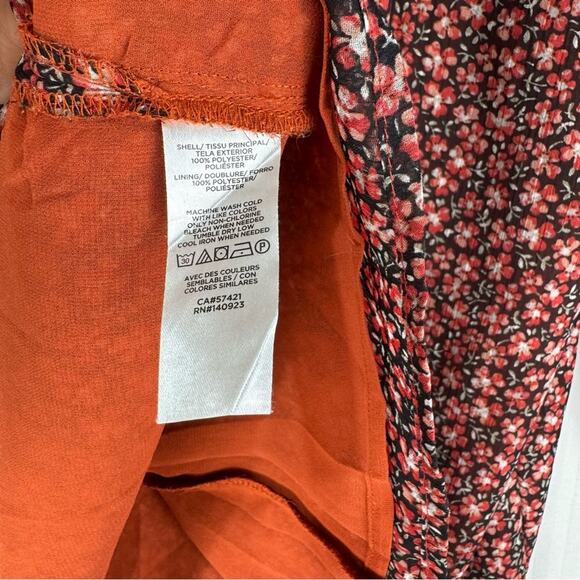 SHELL/ TISSU PRINCIPAL/
TELA EXTERIOR
100% POLYESTER/
POLIÉSTER
LINING/ DOUBLURE/ FORRO
100% POLYESTER/
POLIÉSTER
MACHINE WASH COLD
WITH LIKE COLORS
ONLY NON-CHLORINE
BLEACH WHEN NEEDED
TUMBLE DRY LOW
COOL IRON WHEN NEEDED
30 P
AVEC DES COULEURS
SEMBLABLES / CON
COLORES SIMILARES
CA#57421
RN#140923